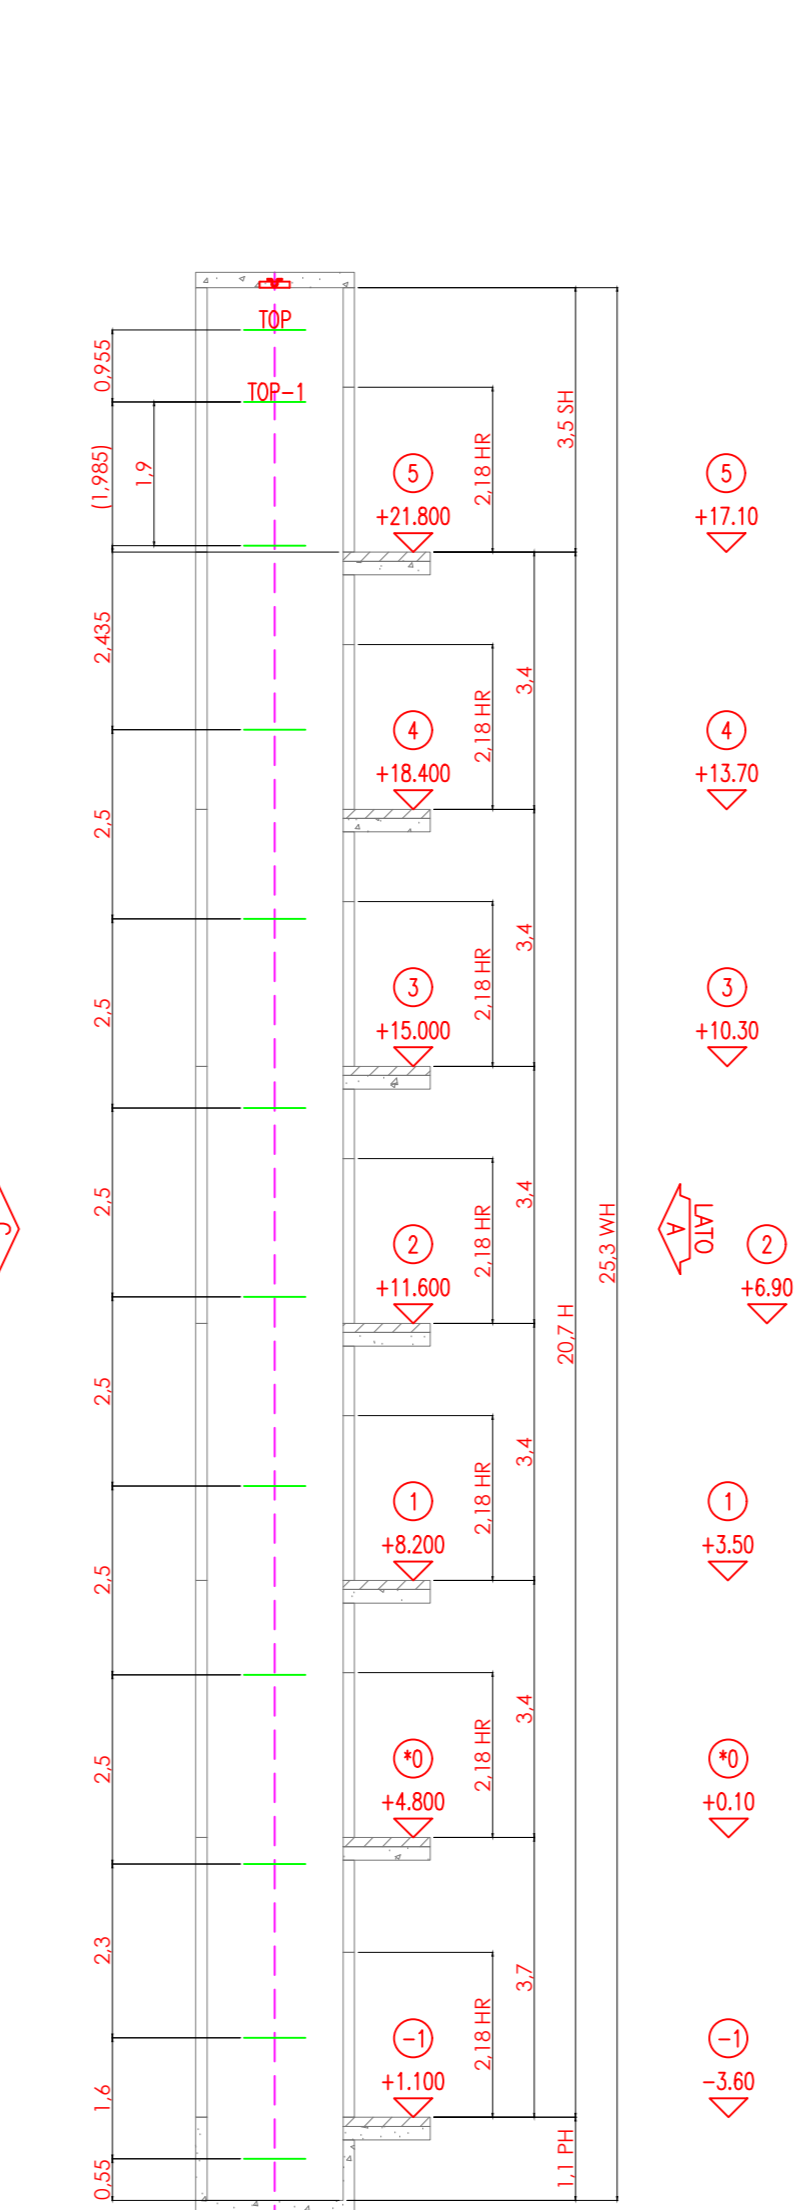 TOP
0,955
TOP-1
3,5 SH
(1,985)
1,9
2,18 HR
5
+21.800
5
+17.10
2,435
3,4
2,18 HR
4
+18.400
4
+13.70
2,5
3,4
2,18 HR
3
+15.000
3
+10.30
2,5
2,5
3,4
2,18 HR
25,3 WH
LATO
A
C
2
+11.600
2
+6.90
20,7 H
2,5
3,4
2,18 HR
1
+8.200
1
+3.50
2,5
3,4
2,18 HR
*0
+4.800
*0
+0.10
2,5
2,3
3,7
2,18 HR
-1
+1.100
-1
-3.60
1,6
1,1 PH
0,55